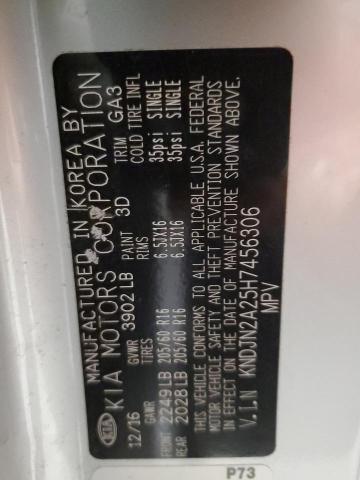 MANUFACTURED IN KOREA BY
KIA KIA MOTORS CORPORATION
12/16 GVWR 3902 LB PAINT 3D TRIM GA3
GAWR TIRES RIMS COLD TIRE INFL
FRONT 2249LB 205/60 R16 6.5JX16 35psi SINGLE
REAR 2028LB 205/60 R16 6.5JX16 35psi SINGLE
THIS VEHICLE CONFORMS TO ALL APPLICABLE U.S.A. FEDERAL
MOTOR VEHICLE SAFETY AND THEFT PREVENTION STANDARDS
IN EFFECT ON THE DATE OF MANUFACTURE SHOWN ABOVE.
V.I.N KNDJN2A25H7456306
MPV
P73